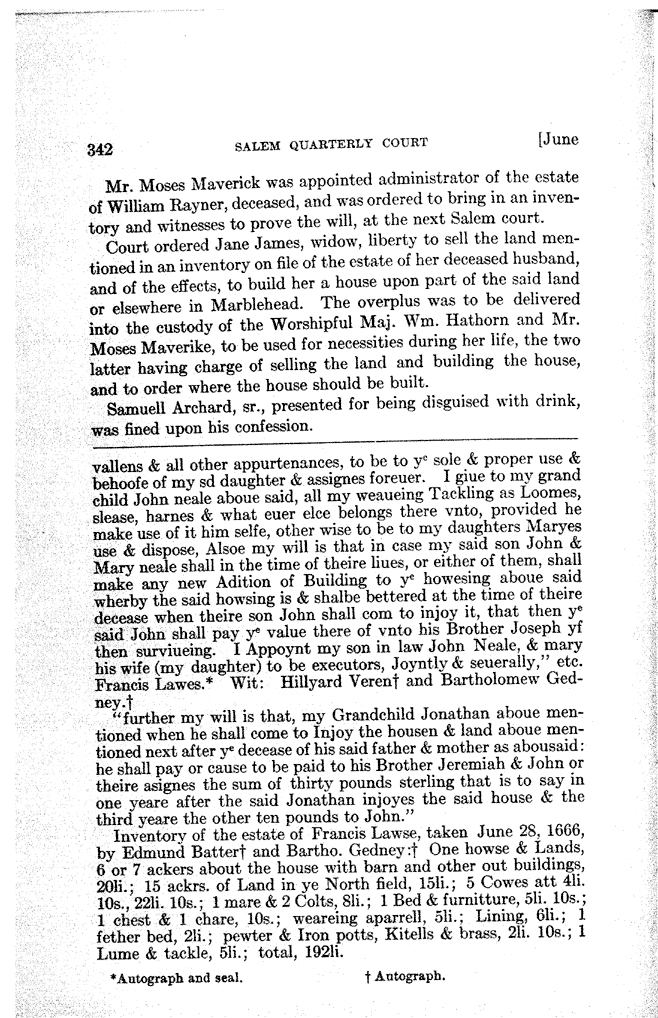 342 SALEM QUARTERLY COURT [June
Mr. Moses Maverick was appointed administrator of the estate
of William Rayner, deceased, and was ordered to bring in an inven-
tory and witnesses to prove the will, at the next Salem court.
Court ordered Jane James, widow, liberty to sell the land men-
tioned in an inventory on file of the estate of her deceased husband,
and of the effects, to build her a house upon part of the said land
or elsewhere in Marblehead. The overplus was to be delivered
into the custody of the Worshipful Maj. Wm. Hathorn and Mr.
Moses Maverike, to be used for necessities during her life, the two
latter having charge of selling the land and building the house,
and to order where the house should be built.
Samuell Archard, sr., presented for being disguised with drink,
was fined upon his confession.
vallens & all other appurtenances, to be to yᵉ sole & proper use &
behoofe of my sd daughter & assignes foreuer. I giue to my grand
child John neale aboue said, all my weaueing Tackling as Loomes,
slease, harnes & what euer elce belongs there vnto, provided he
make use of it him selfe, other wise to be to my daughters Maryes
use & dispose, Alsoe my will is that in case my said son John &
Mary neale shall in the time of theire liues, or either of them, shall
make any new Adition of Building to yᵉ howesing aboue said
wherby the said howsing is & shalbe bettered at the time of theire
decease when theire son John shall com to injoy it, that then yᵉ
said John shall pay yᵉ value there of vnto his Brother Joseph yf
then surviueing. I Appoynt my son in law John Neale, & mary
his wife (my daughter) to be executors, Joyntly & seuerally," etc.
Francis Lawes.* Wit: Hillyard Veren† and Bartholomew Ged-
ney.†
"further my will is that, my Grandchild Jonathan aboue men-
tioned when he shall come to Injoy the housen & land aboue men-
tioned next after yᵉ decease of his said father & mother as abousaid:
he shall pay or cause to be paid to his Brother Jeremiah & John or
theire asignes the sum of thirty pounds sterling that is to say in
one yeare after the said Jonathan injoyes the said house & the
third yeare the other ten pounds to John."
Inventory of the estate of Francis Lawse, taken June 28, 1666,
by Edmund Batter† and Bartho. Gedney:† One howse & Lands,
6 or 7 ackers about the house with barn and other out buildings,
20li.; 15 ackrs. of Land in ye North field, 15li.; 5 Cowes att 4li.
10s., 22li. 10s.; 1 mare & 2 Colts, 8li.; 1 Bed & furnitture, 5li. 10s.;
1 chest & 1 chare, 10s.; weareing aparrell, 5li.; Lining, 6li.; 1
fether bed, 2li.; pewter & Iron potts, Kitells & brass, 2li. 10s.; 1
Lume & tackle, 5li.; total, 192li.
*Autograph and seal. † Autograph.